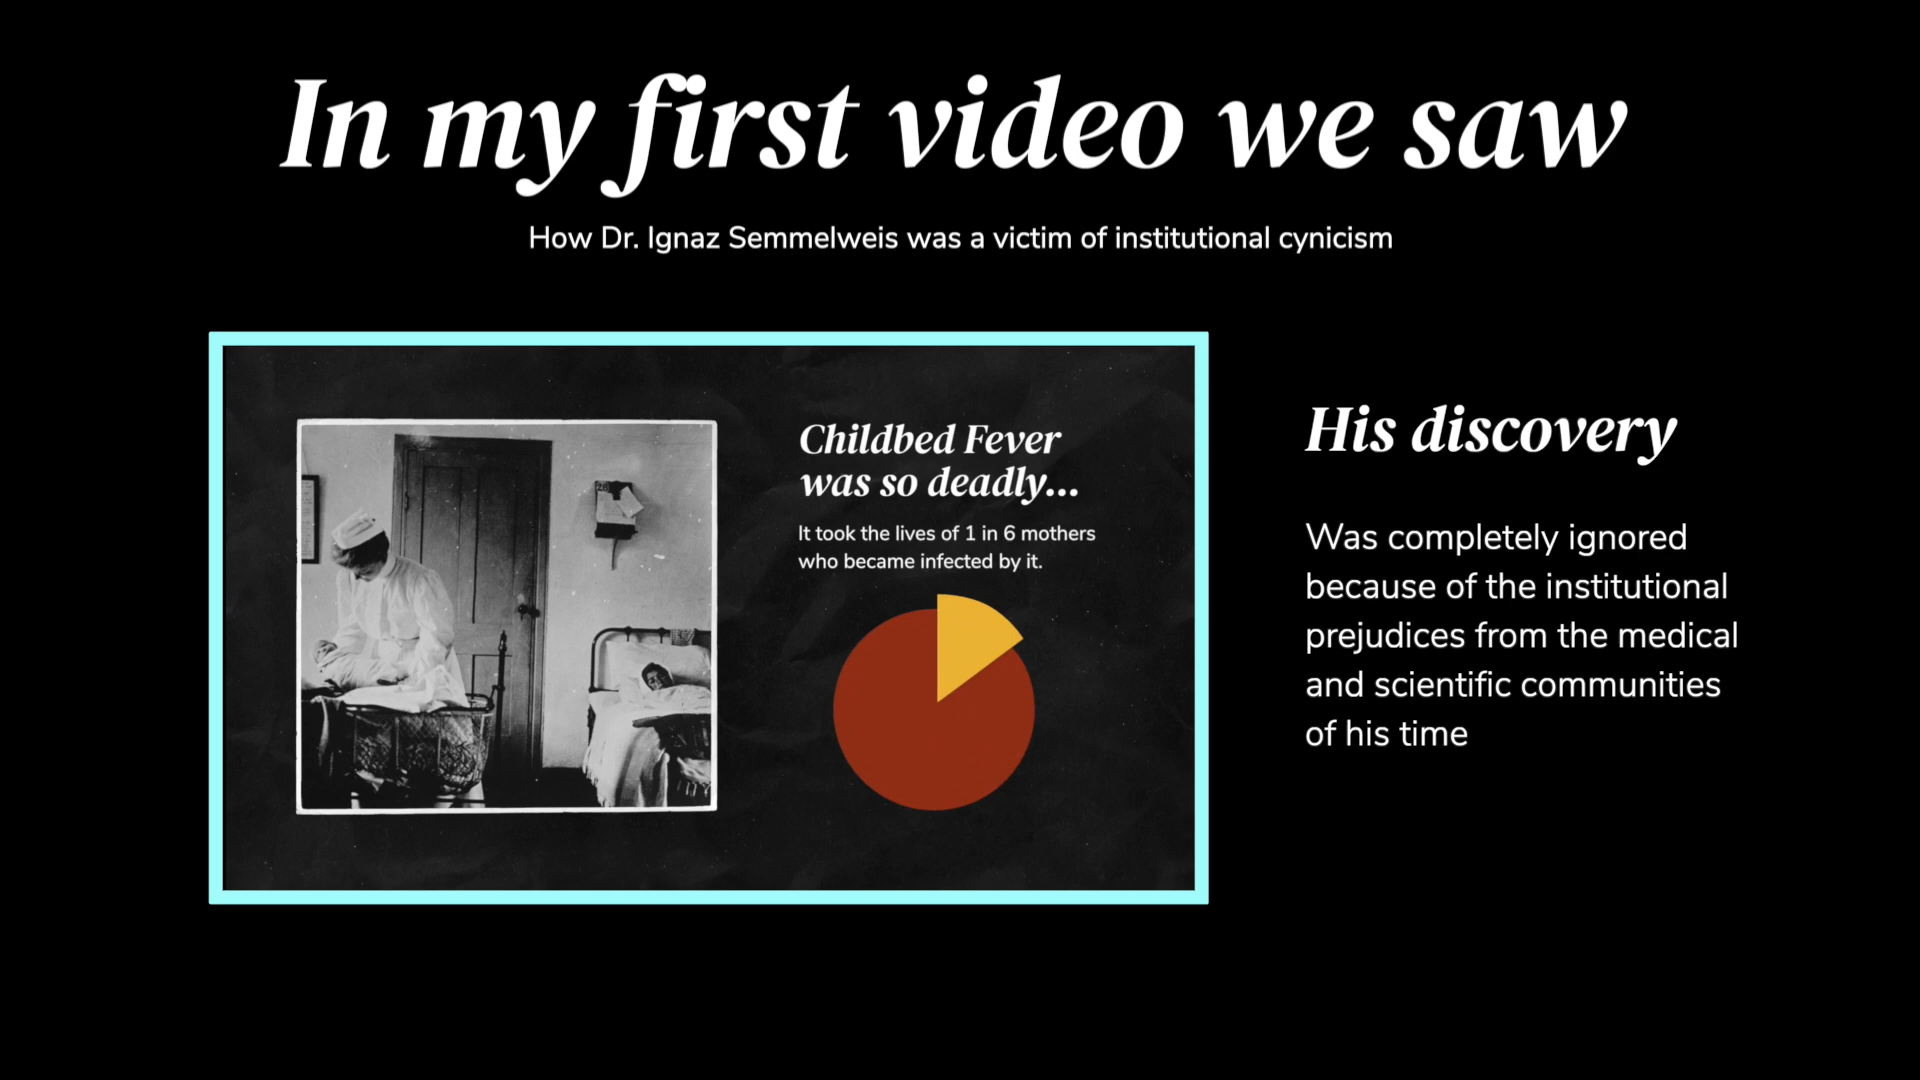 In my first video we saw
How Dr. Ignaz Semmelweis was a victim of institutional cynicism
Childbed Fever
was so deadly...
It took the lives of 1 in 6 mothers
who became infected by it.
His discovery
Was completely ignored
because of the institutional
prejudices from the medical
and scientific communities
of his time